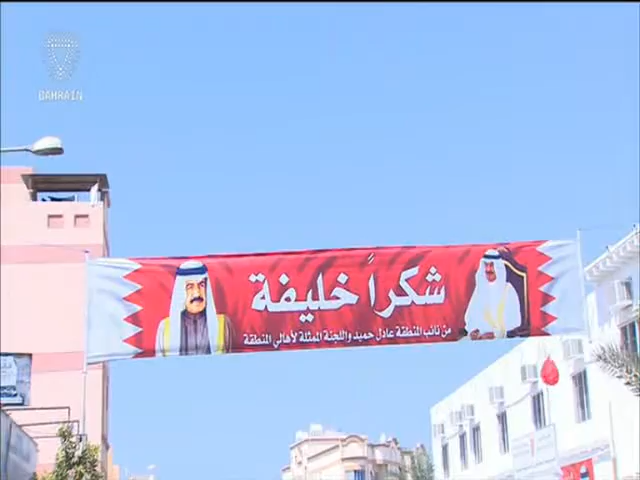 BAHRAIN
شكراً خليفة
من نائب المنطقة عادل حميد واللجنة الممثلة لأهالي المنطقة